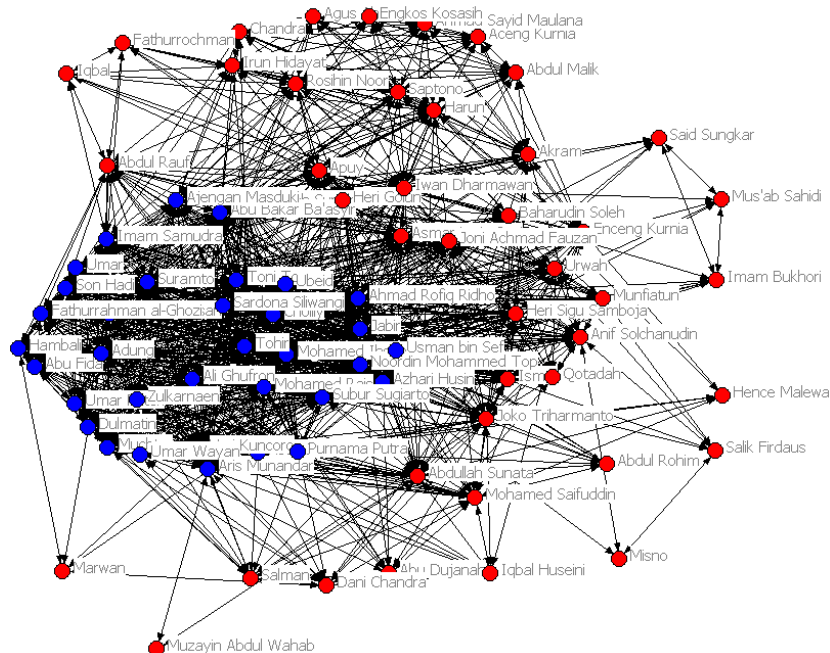 Engkos Kosasih
Agus
Ahmad Sayid Maulana
Chandra
Aceng Kurnia
Fathurrochman
Irun Hidayat
Iqbal
Abdul Malik
Rosihin Noor
Saptono
Harun
Said Sungkar
Akram
Abdul Rauf
Apuy
Iwan Dharmawan
Ajengan Masduki
Heri Golun
Mus'ab Sahidi
Abu Bakar Ba'asyir
Baharudin Soleh
Enceng Kurnia
Imam Samudra
Asmar
Joni Achmad Fauzan
Umar
Urwah
Suramto
Toni To
Ubeid
Imam Bukhori
Son Hadi
Ahmad Rofiq Ridho
Munfiatun
Sardona Siliwangi
Fathurrahman al-Ghozi
Heri Sigu Samboja
Jabir
Anif Solchanudin
Hambali
Adung
Tohir
Mohamed
Usman bin Sef
Abu Fida
Noordin Mohammed Top
Ali Ghufron
Mohamed
Azhari Husin
Ism
Qotadah
Umar
Zulkarnaen
Subur Sugiarto
Hence Malewa
Dulmatin
Joko Triharmanto
Umar Wayan
Kuncoro
Purnama Putra
Salik Firdaus
Aris Munandar
Abdul Rohim
Abdullah Sunata
Mohamed Saifuddin
Misno
Marwan
Salman
Abu Dujanah
Iqbal Huseini
Dani Chandra
Muzayin Abdul Wahab